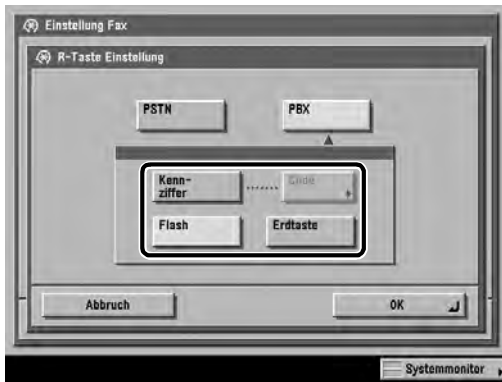 Einstellung Fax
R-Taste Einstellung
PSTN
PBX
Kenn-
ziffer
Code
Flash
Erdtaste
Abbruch
OK
Systemmonitor